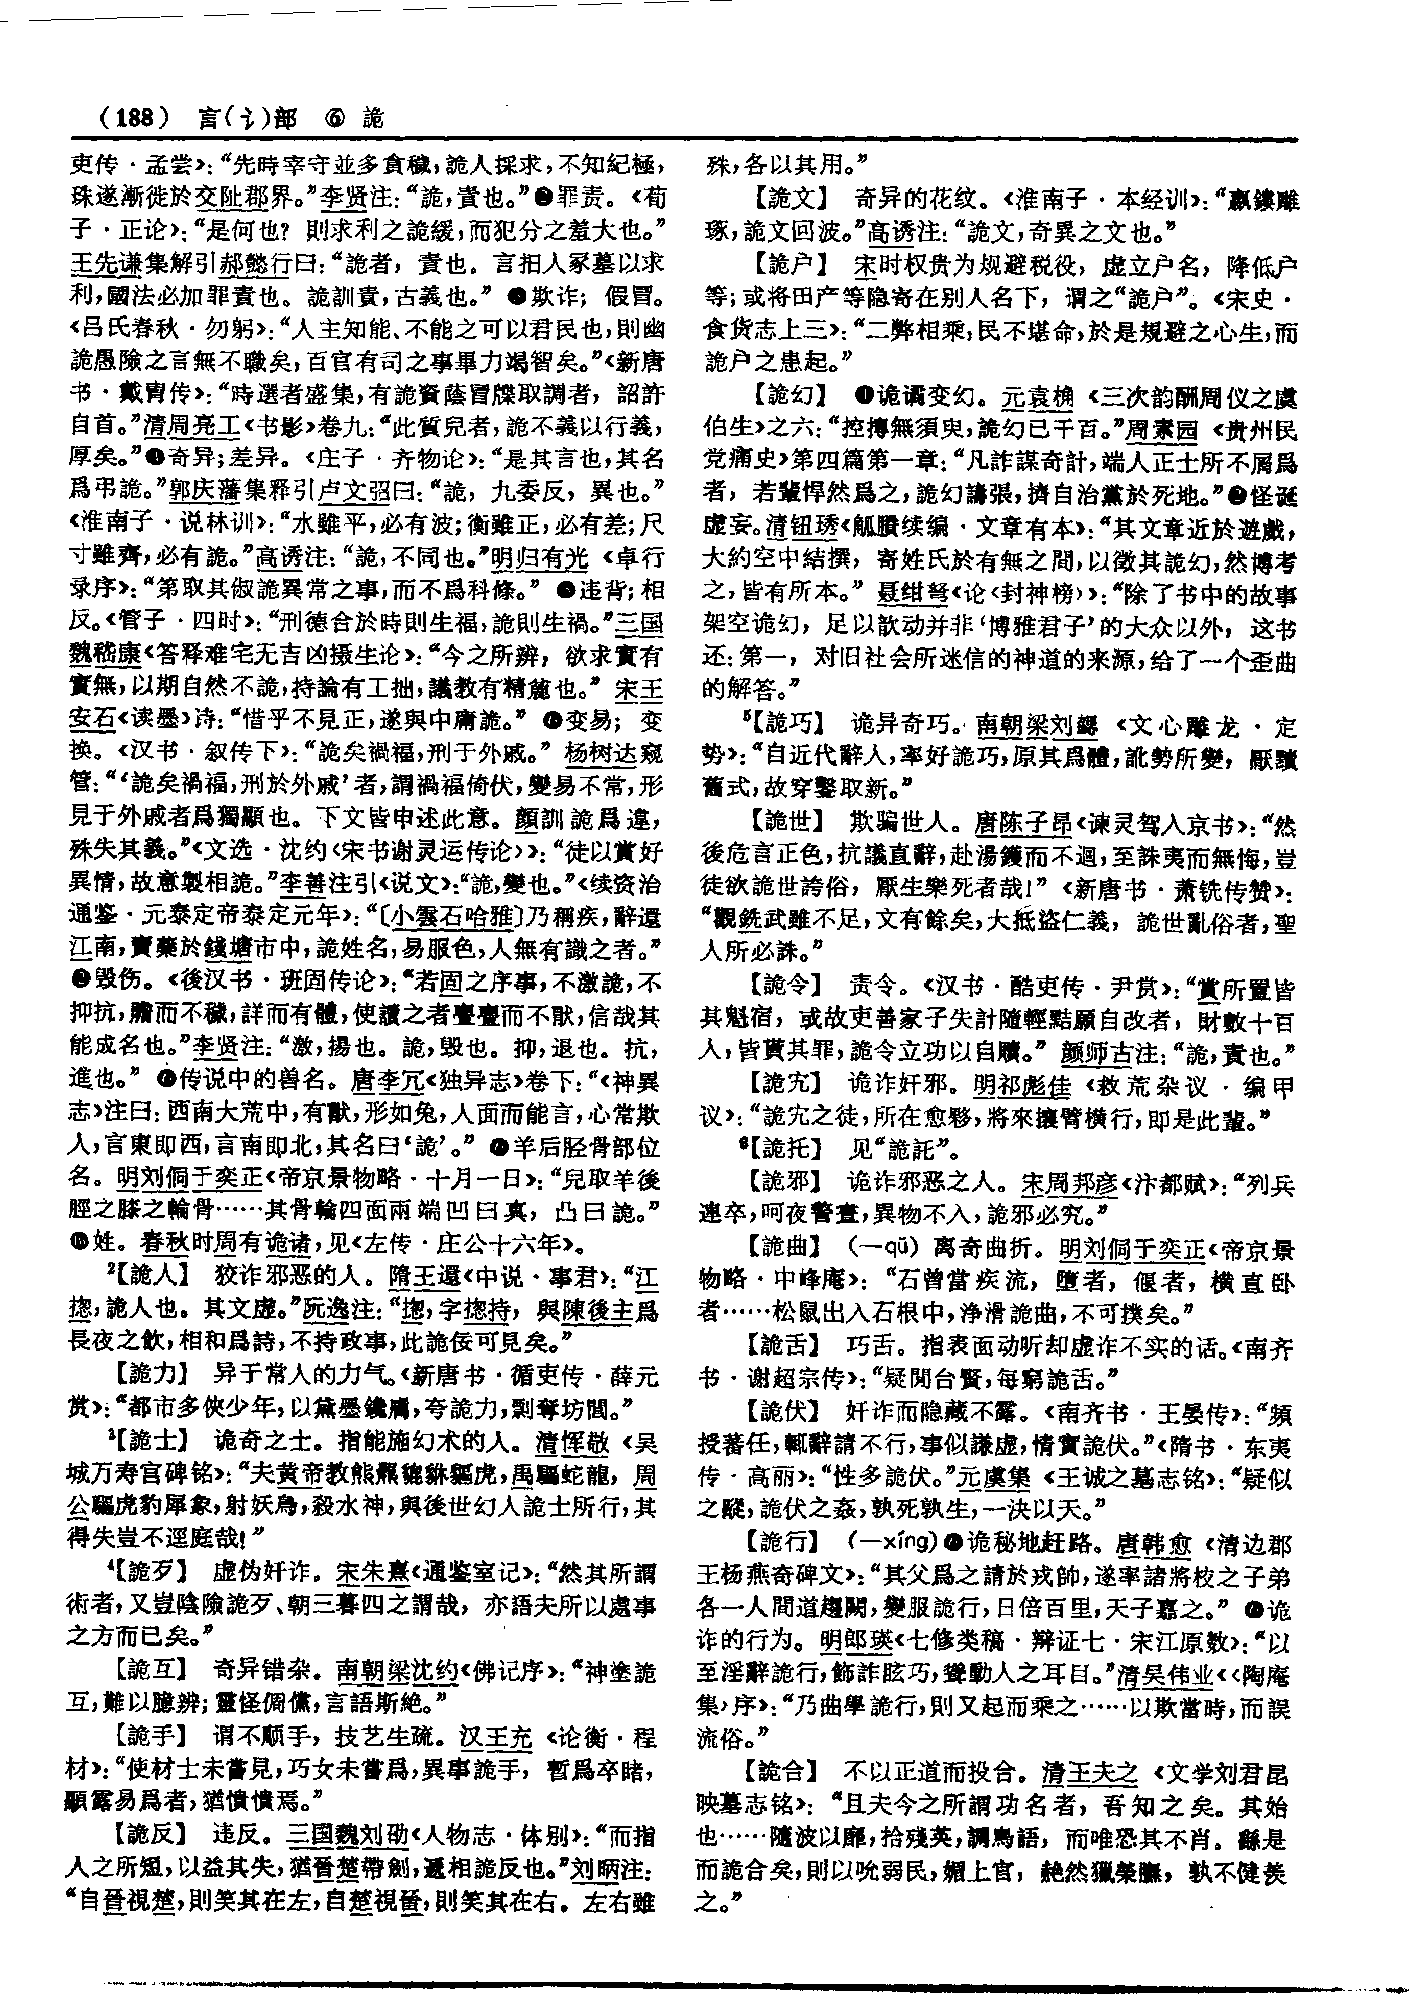 (188) 言(讠)部 ⑥ 詭
吏传·孟尝》：“先時宰守並多貪穢，詭人採求，不知紀極，
珠遂漸徙於交阯郡界。”李贤注：“詭，責也。”❷罪责。《荀
子·正论》：“是何也？則求利之詭緩，而犯分之羞大也。”
王先谦集解引郝懿行曰：“詭者，責也。言抇人冢墓以求
利，國法必加罪責也。詭訓責，古義也。”❸欺诈；假冒。
《吕氏春秋·勿躬》：“人主知能、不能之可以君民也，則幽
詭愚險之言無不職矣，百官有司之事畢力竭智矣。”《新唐
书·戴胄传》：“時選者盛集，有詭資蔭冒牒取調者，詔許
自首。”清周亮工《书影》卷九：“此質兒者，詭不義以行義，
厚矣。”❹奇异；差异。《庄子·齐物论》：“是其言也，其名
爲弔詭。”郭庆藩集释引卢文弨曰：“詭，九委反，異也。”
《淮南子·说林训》：“水雖平，必有波；衡雖正，必有差；尺
寸雖齊，必有詭。”高诱注：“詭，不同也。”明归有光《卓行
录序》：“第取其俶詭異常之事，而不爲科條。”❺违背；相
反。《管子·四时》：“刑德合於時則生福，詭則生禍。”三国
魏嵇康《答释难宅无吉凶摄生论》：“今之所辨，欲求實有
實無，以期自然不詭，持論有工拙，議教有精麄也。”宋王
安石《读墨》诗：“惜乎不見正，遂與中庸詭。”❻变易；变
换。《汉书·叙传下》：“詭矣禍福，刑于外戚。”杨树达窥
管：“‘詭矣禍福，刑於外戚’者，謂禍福倚伏，變易不常，形
見于外戚者爲獨顯也。下文皆申述此意。顔訓詭爲違，
殊失其義。”《文选·沈约〈宋书谢灵运传论〉》：“徒以賞好
異情，故意製相詭。”李善注引《说文》：“詭，變也。”《续资治
通鉴·元泰定帝泰定元年》：“〔小雲石哈雅〕乃稱疾，辭還
江南，賣藥於錢塘市中，詭姓名，易服色，人無有識之者。”
❼毁伤。《後汉书·班固传论》：“若固之序事，不激詭，不
抑抗，贍而不穢，詳而有體，使讀之者亹亹而不猒，信哉其
能成名也。”李贤注：“激，揚也。詭，毁也。抑，退也。抗，
進也。”❽传说中的兽名。唐李冗《独异志》卷下：“《神異
志》注曰：西南大荒中，有獸，形如兔，人面而能言，心常欺
人，言東即西，言南即北，其名曰‘詭’。”❾羊后胫骨部位
名。明刘侗于奕正《帝京景物略·十月一日》：“兒取羊後
脛之膝之輪骨……其骨輪四面兩端凹曰真，凸曰詭。”
❿姓。春秋时周有诡诸，见《左传·庄公十六年》。
²【詭人】 狡诈邪恶的人。隋王通《中说·事君》：“江
揔，詭人也。其文虚。”阮逸注：“揔，字揔持，與陳後主爲
長夜之飲，相和爲詩，不持政事，此詭佞可見矣。”
【詭力】 异于常人的力气。《新唐书·循吏传·薛元
赏》：“都市多俠少年，以黛墨鑱膚，夸詭力，剽奪坊閭。”
³【詭士】 诡奇之士。指能施幻术的人。清恽敬《吴
城万寿宫碑铭》：“夫黄帝教熊羆貔貅貙虎，禹驅蛇龍，周
公驅虎豹犀象，射妖鳥，殺水神，與後世幻人詭士所行，其
得失豈不逕庭哉！”
⁴【詭歹】 虚伪奸诈。宋朱熹《通鉴室记》：“然其所謂
術者，又豈陰險詭歹、朝三暮四之謂哉，亦語夫所以處事
之方而已矣。”
【詭互】 奇异错杂。南朝梁沈约《佛记序》：“神塗詭
互，難以臆辨；靈怪倜儻，言語斯絶。”
【詭手】 谓不顺手，技艺生疏。汉王充《论衡·程
材》：“使材士未嘗見，巧女未嘗爲，異事詭手，暫爲卒睹，
顯露易爲者，猶憒憒焉。”
【詭反】 违反。三国魏刘劭《人物志·体别》：“而指
人之所短，以益其失，猶晉楚帶劍，遞相詭反也。”刘昞注：
“自晉視楚，則笑其在左，自楚視晉，則笑其在右。左右雖
殊，各以其用。”
【詭文】 奇异的花纹。《淮南子·本经训》：“嬴鏤雕
琢，詭文回波。”高诱注：“詭文，奇異之文也。”
【詭户】 宋时权贵为规避税役，虚立户名，降低户
等；或将田产等隐寄在别人名下，谓之“詭户”。《宋史·
食货志上三》：“二弊相乘，民不堪命，於是規避之心生，而
詭户之患起。”
【詭幻】 ❶诡谲变幻。元袁桷《三次韵酬周仪之虞
伯生》之六：“控摶無須臾，詭幻已千百。”周素园《贵州民
党痛史》第四篇第一章：“凡詐謀奇計，端人正士所不屑爲
者，若輩悍然爲之，詭幻譸張，擠自治黨於死地。”❷怪诞
虚妄。清钮琇《觚賸续编·文章有本》：“其文章近於遊戲，
大約空中結撰，寄姓氏於有無之間，以徵其詭幻，然博考
之，皆有所本。”聂绀弩《论〈封神榜〉》：“除了书中的故事
架空诡幻，足以歆动并非‘博雅君子’的大众以外，这书
还：第一，对旧社会所迷信的神道的来源，给了一个歪曲
的解答。”
⁵【詭巧】 诡异奇巧。南朝梁刘勰《文心雕龙·定
势》：“自近代辭人，率好詭巧，原其爲體，訛勢所變，厭黷
舊式，故穿鑿取新。”
【詭世】 欺骗世人。唐陈子昂《谏灵驾入京书》：“然
後危言正色，抗議直辭，赴湯鑊而不迴，至誅夷而無悔，豈
徒欲詭世誇俗，厭生樂死者哉！”《新唐书·萧铣传赞》：
“觀銑武雖不足，文有餘矣，大抵盜仁義，詭世亂俗者，聖
人所必誅。”
【詭令】 责令。《汉书·酷吏传·尹赏》：“賞所置皆
其魁宿，或故吏善家子失計隨輕黠願自改者，財數十百
人，皆貰其罪，詭令立功以自贖。”颜师古注：“詭，責也。”
【詭宄】 诡诈奸邪。明祁彪佳《救荒杂议·编甲
议》：“詭宄之徒，所在愈夥，將來攘臂横行，即是此輩。”
⁶【詭托】 见“詭託”。
【詭邪】 诡诈邪恶之人。宋周邦彦《汴都赋》：“列兵
連卒，呵夜警晝，異物不入，詭邪必究。”
【詭曲】 （—qū）离奇曲折。明刘侗于奕正《帝京景
物略·中峰庵》：“石曾當疾流，墮者，偃者，横直卧
者……松鼠出入石根中，浄滑詭曲，不可撲矣。”
【詭舌】 巧舌。指表面动听却虚诈不实的话。《南齐
书·谢超宗传》：“疑閒台賢，每窮詭舌。”
【詭伏】 奸诈而隐藏不露。《南齐书·王晏传》：“頻
授蕃任，輒辭請不行，事似謙虚，情實詭伏。”《隋书·东夷
传·高丽》：“性多詭伏。”元虞集《王诚之墓志铭》：“疑似
之蹤，詭伏之姦，孰死孰生，一決以天。”
【詭行】 （—xíng）❶诡秘地赶路。唐韩愈《清边郡
王杨燕奇碑文》：“其父爲之請於戎帥，遂率諸將校之子弟
各一人間道趨闕，變服詭行，日倍百里，天子嘉之。”❷诡
诈的行为。明郎瑛《七修类稿·辩证七·宋江原数》：“以
至淫辭詭行，飾詐眩巧，聳動人之耳目。”清吴伟业《〈陶庵
集〉序》：“乃曲學詭行，則又起而乘之……以欺當時，而誤
流俗。”
【詭合】 不以正道而投合。清王夫之《文学刘君昆
映墓志铭》：“且夫今之所謂功名者，吾知之矣。其始
也……隨波以靡，拾殘英，調鳥語，而唯恐其不肖。繇是
而詭合矣，則以吮弱民，媚上官，赩然獵榮膴，孰不健羨
之。”